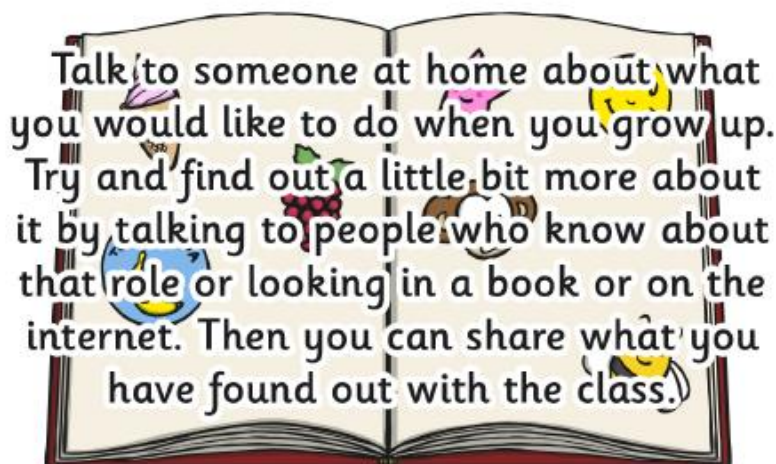 Talk to someone at home about what
you would like to do when you grow up.
Try and find out a little bit more about
it by talking to people who know about
that role or looking in a book or on the
internet. Then you can share what you
have found out with the class.